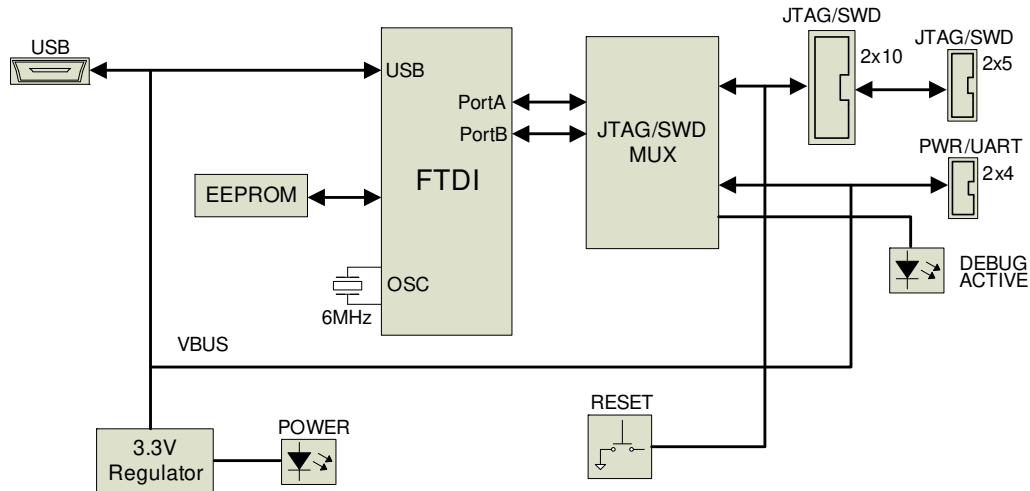 USB
JTAG/SWD
2x10
JTAG/SWD
2x5
USB
PortA
PortB
FTDI
JTAG/SWD
MUX
PWR/UART
2x4
EEPROM
OSC
6MHz
DEBUG
ACTIVE
VBUS
RESET
POWER
3.3V
Regulator